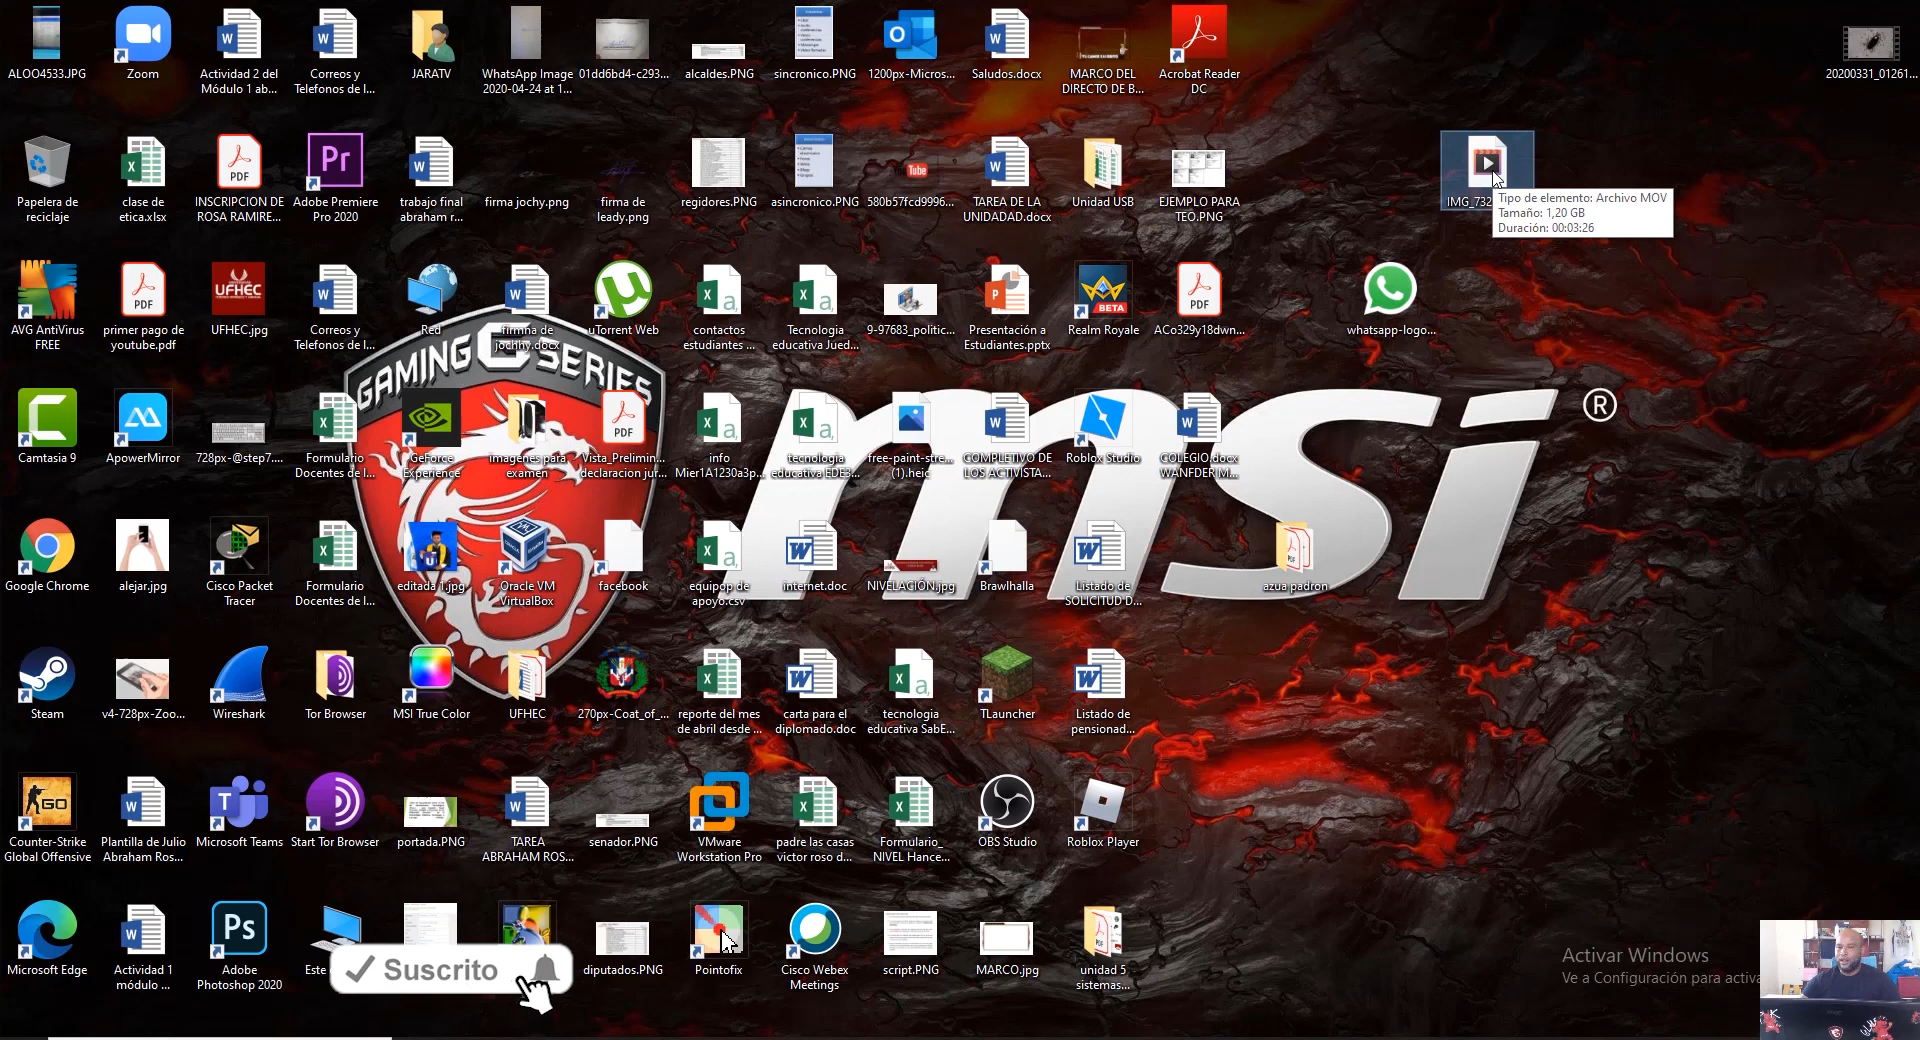 ALOO4533.JPG
Zoom
Actividad 2 del
Módulo 1 ab...
Correos y
Telefonos de l...
JARATV
WhatsApp Image
2020-04-24 at 1...
01dd6bd4-c293...
alcaldes.PNG
sincronico.PNG
1200px-Micros...
Saludos.docx
MARCO DEL
DIRECTO DE B...
Acrobat Reader
DC
20200331_01261...
Papelera de
reciclaje
clase de
etica.xlsx
INSCRIPCION DE
ROSA RAMIRE...
Adobe Premiere
Pro 2020
trabajo final
abraham r...
firma jochy.png
firma de
leady.png
regidores.PNG
asincronico.PNG
580b57fcd9996...
TAREA DE LA
UNIDADAD.docx
Unidad USB
EJEMPLO PARA
TEO.PNG
IMG_732
Tipo de elemento: Archivo MOV
Tamaño: 1,20 GB
Duración: 00:03:26
AVG AntiVirus
FREE
primer pago de
youtube.pdf
UFHEC
UFHEC.jpg
Correos y
Telefonos de l...
Red
firmna de
jochhy.docx
uTorrent Web
contactos
estudiantes ...
Tecnologia
educativa Jued...
9-97683_politic...
Presentación a
Estudiantes.pptx
BETA
Realm Royale
ACo329y18dwn...
whatsapp-logo...
GAMING G SERIES
msi ®
Camtasia 9
ApowerMirror
728px-@step7....
Formulario
Docentes de l...
GeForce
Experience
imagenes para
examen
Vista_Prelimin...
declaracion jur...
info
Mier1A1230a3p...
tecnologia
educativa EDE3...
free-paint-stre...
(1).heic
COMPLETIVO DE
LOS ACTIVISTA...
Roblox Studio
COLEGIO.docx
WANFDER M...
Google Chrome
alejar.jpg
Cisco Packet
Tracer
Formulario
Docentes de l...
editada 1.jpg
Oracle VM
VirtualBox
facebook
equipop de
apoyo.csv
internet.doc
NIVELACIÓN.jpg
Brawlhalla
Listado de
SOLICITUD D...
azua padron
Steam
v4-728px-Zoo...
Wireshark
Tor Browser
MSI True Color
UFHEC
270px-Coat_of_...
reporte del mes
de abril desde ...
carta para el
diplomado.doc
tecnologia
educativa SabE...
TLauncher
Listado de
pensionad...
Counter-Strike
Global Offensive
Plantilla de Julio
Abraham Ros...
Microsoft Teams
Start Tor Browser
portada.PNG
TAREA
ABRAHAM ROS...
senador.PNG
VMware
Workstation Pro
padre las casas
victor roso d...
Formulario_
NIVEL Hance...
OBS Studio
Roblox Player
Microsoft Edge
Actividad 1
módulo ...
Adobe
Photoshop 2020
Este
Suscrito
diputados.PNG
Pointofix
Cisco Webex
Meetings
script.PNG
MARCO.jpg
unidad 5
sistemas...
Activar Windows
Ve a Configuración para activa